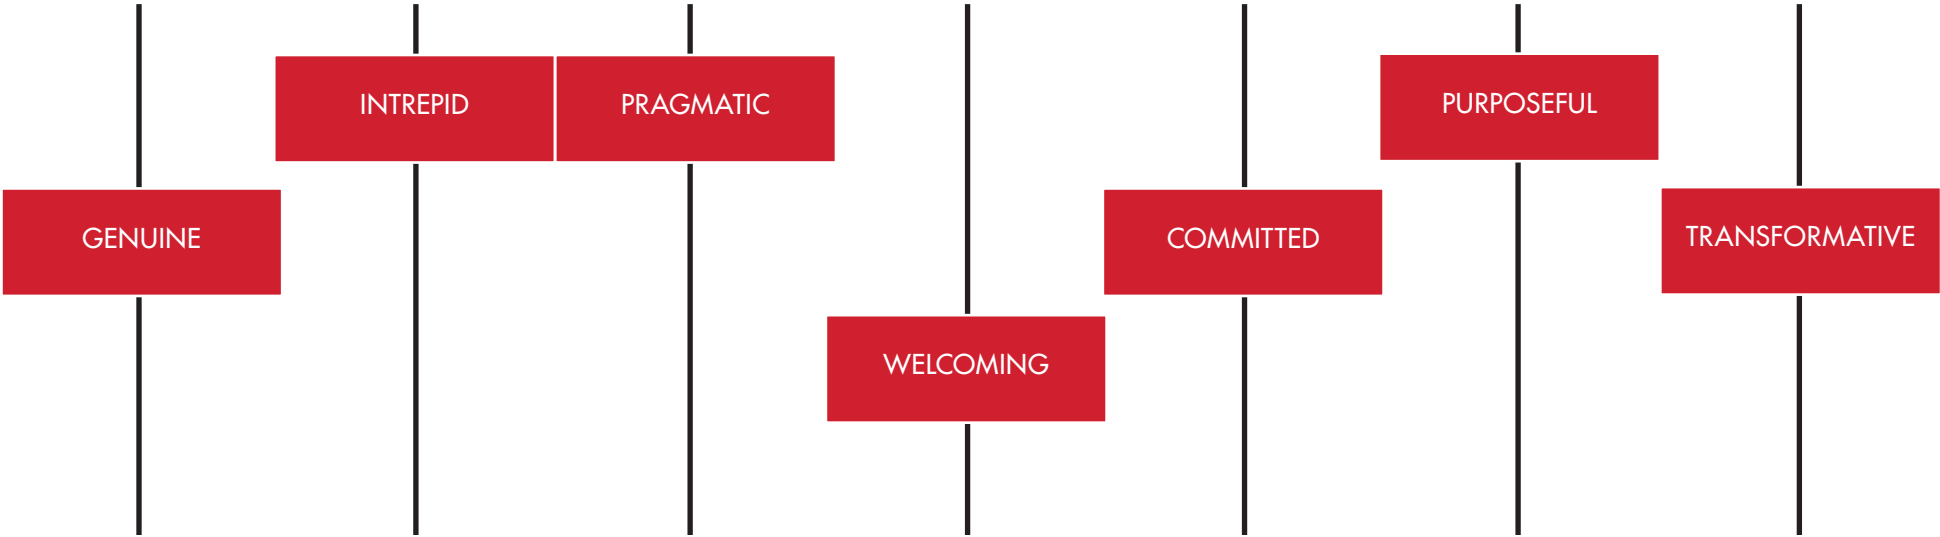 GENUINE
INTREPID
PRAGMATIC
WELCOMING
COMMITTED
PURPOSEFUL
TRANSFORMATIVE